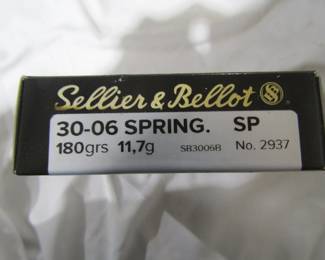 Sellier & Bellot
30-06 SPRING. SP
180grs 11,7g SB3006B No. 2937